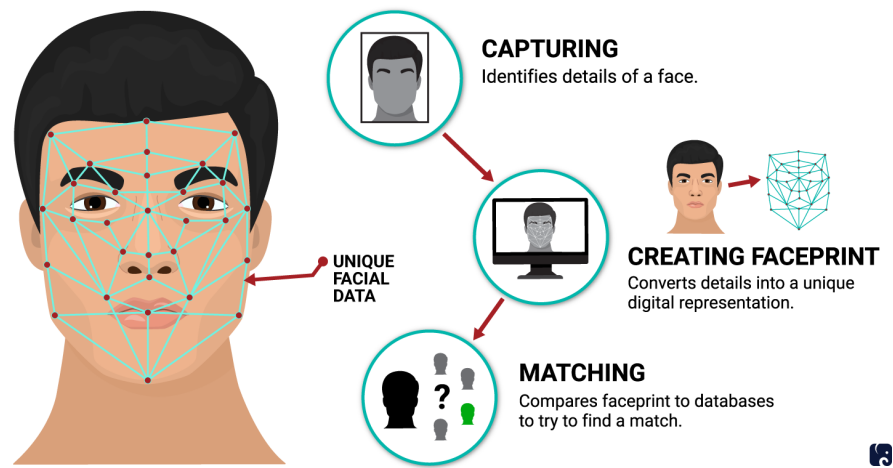 CAPTURING
Identifies details of a face.
UNIQUE
FACIAL
DATA
CREATING FACEPRINT
Converts details into a unique
digital representation.
?
MATCHING
Compares faceprint to databases
to try to find a match.